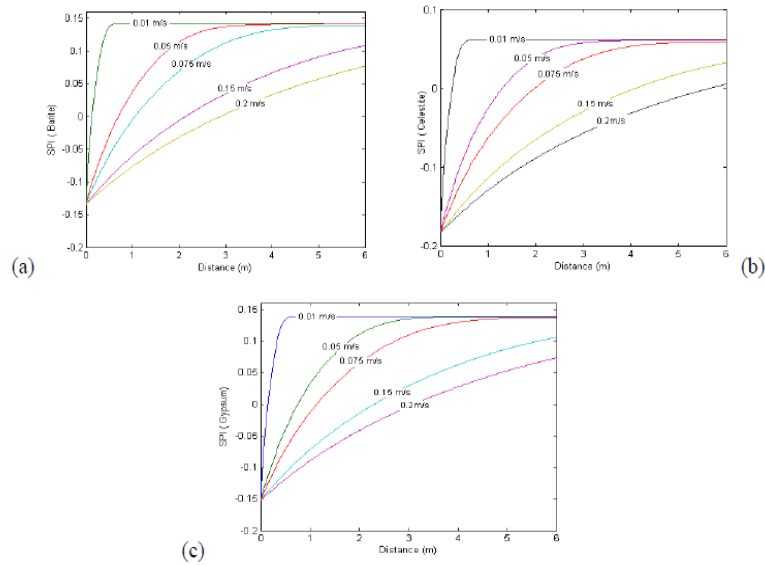 0.15
0.1
0.05
0
-0.05
-0.1
-0.15
-0.2
SPI ( Barite)
0.01 m/s
0.05 m/s
0.075 m/s
0.15 m/s
0.2 m/s
0 1 2 3 4 5 6
Distance (m)
(a)
0.1
0
-0.1
-0.2
SPI ( Celestite)
0.01 m/s
0.05 m/s
0.075 m/s
0.15 m/s
0.2m/s
0 1 2 3 4 5 6
Distance (m)
(b)
0.15
0.1
0.05
0
-0.05
-0.1
-0.15
-0.2
SPI ( Gypsum)
0.01 m/s
0.05 m/s
0.075 m/s
0.15 m/s
0.2m/s
0 1 2 3 4 5 6
Distance (m)
(c)